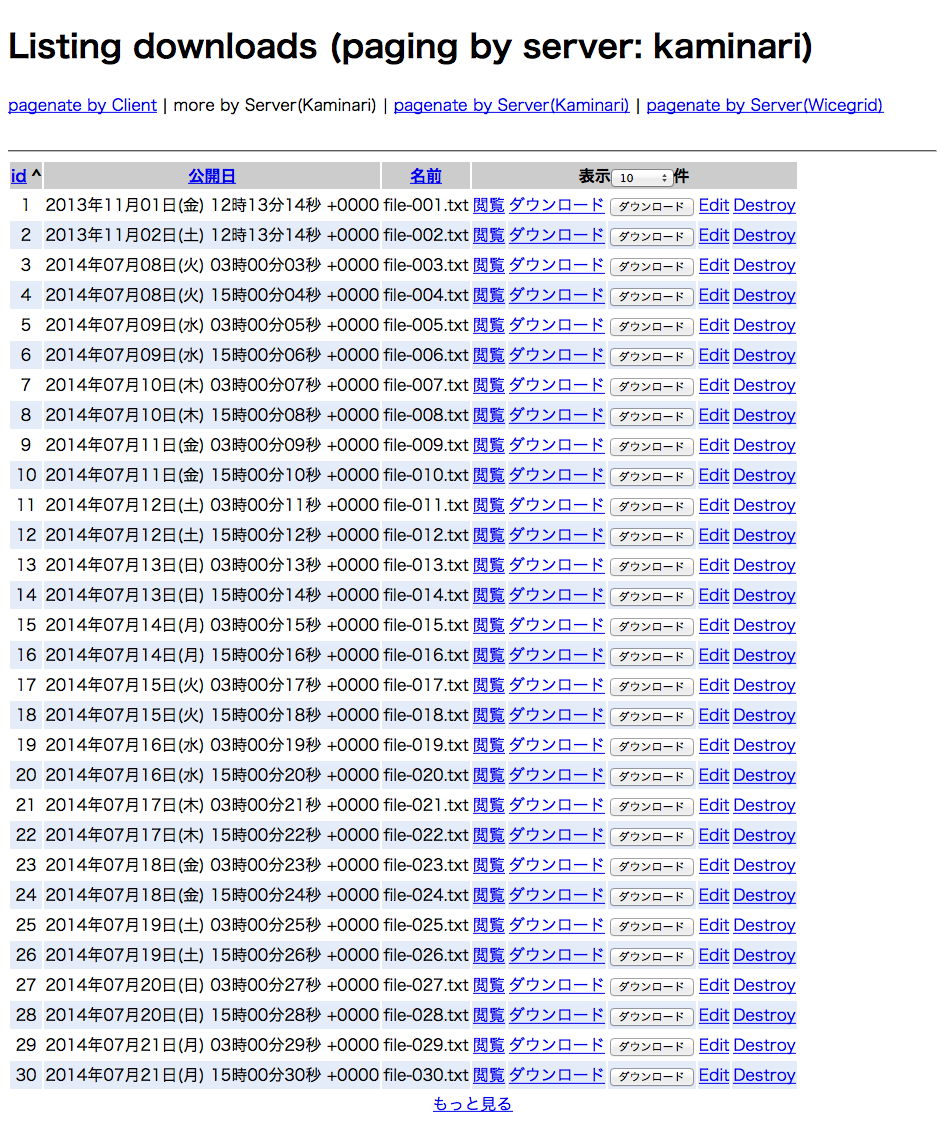 Listing downloads (paging by server: kaminari)
pagenate by Client | more by Server(Kaminari) | pagenate by Server(Kaminari) | pagenate by Server(Wicegrid)
id ^ 公開日 名前 表示 10 件
1 2013年11月01日(金) 12時13分14秒 +0000 file-001.txt 閲覧 ダウンロード ダウンロード Edit Destroy
2 2013年11月02日(土) 12時13分14秒 +0000 file-002.txt 閲覧 ダウンロード ダウンロード Edit Destroy
3 2014年07月08日(火) 03時00分03秒 +0000 file-003.txt 閲覧 ダウンロード ダウンロード Edit Destroy
4 2014年07月08日(火) 15時00分04秒 +0000 file-004.txt 閲覧 ダウンロード ダウンロード Edit Destroy
5 2014年07月09日(水) 03時00分05秒 +0000 file-005.txt 閲覧 ダウンロード ダウンロード Edit Destroy
6 2014年07月09日(水) 15時00分06秒 +0000 file-006.txt 閲覧 ダウンロード ダウンロード Edit Destroy
7 2014年07月10日(木) 03時00分07秒 +0000 file-007.txt 閲覧 ダウンロード ダウンロード Edit Destroy
8 2014年07月10日(木) 15時00分08秒 +0000 file-008.txt 閲覧 ダウンロード ダウンロード Edit Destroy
9 2014年07月11日(金) 03時00分09秒 +0000 file-009.txt 閲覧 ダウンロード ダウンロード Edit Destroy
10 2014年07月11日(金) 15時00分10秒 +0000 file-010.txt 閲覧 ダウンロード ダウンロード Edit Destroy
11 2014年07月12日(土) 03時00分11秒 +0000 file-011.txt 閲覧 ダウンロード ダウンロード Edit Destroy
12 2014年07月12日(土) 15時00分12秒 +0000 file-012.txt 閲覧 ダウンロード ダウンロード Edit Destroy
13 2014年07月13日(日) 03時00分13秒 +0000 file-013.txt 閲覧 ダウンロード ダウンロード Edit Destroy
14 2014年07月13日(日) 15時00分14秒 +0000 file-014.txt 閲覧 ダウンロード ダウンロード Edit Destroy
15 2014年07月14日(月) 03時00分15秒 +0000 file-015.txt 閲覧 ダウンロード ダウンロード Edit Destroy
16 2014年07月14日(月) 15時00分16秒 +0000 file-016.txt 閲覧 ダウンロード ダウンロード Edit Destroy
17 2014年07月15日(火) 03時00分17秒 +0000 file-017.txt 閲覧 ダウンロード ダウンロード Edit Destroy
18 2014年07月15日(火) 15時00分18秒 +0000 file-018.txt 閲覧 ダウンロード ダウンロード Edit Destroy
19 2014年07月16日(水) 03時00分19秒 +0000 file-019.txt 閲覧 ダウンロード ダウンロード Edit Destroy
20 2014年07月16日(水) 15時00分20秒 +0000 file-020.txt 閲覧 ダウンロード ダウンロード Edit Destroy
21 2014年07月17日(木) 03時00分21秒 +0000 file-021.txt 閲覧 ダウンロード ダウンロード Edit Destroy
22 2014年07月17日(木) 15時00分22秒 +0000 file-022.txt 閲覧 ダウンロード ダウンロード Edit Destroy
23 2014年07月18日(金) 03時00分23秒 +0000 file-023.txt 閲覧 ダウンロード ダウンロード Edit Destroy
24 2014年07月18日(金) 15時00分24秒 +0000 file-024.txt 閲覧 ダウンロード ダウンロード Edit Destroy
25 2014年07月19日(土) 03時00分25秒 +0000 file-025.txt 閲覧 ダウンロード ダウンロード Edit Destroy
26 2014年07月19日(土) 15時00分26秒 +0000 file-026.txt 閲覧 ダウンロード ダウンロード Edit Destroy
27 2014年07月20日(日) 03時00分27秒 +0000 file-027.txt 閲覧 ダウンロード ダウンロード Edit Destroy
28 2014年07月20日(日) 15時00分28秒 +0000 file-028.txt 閲覧 ダウンロード ダウンロード Edit Destroy
29 2014年07月21日(月) 03時00分29秒 +0000 file-029.txt 閲覧 ダウンロード ダウンロード Edit Destroy
30 2014年07月21日(月) 15時00分30秒 +0000 file-030.txt 閲覧 ダウンロード ダウンロード Edit Destroy
もっと見る